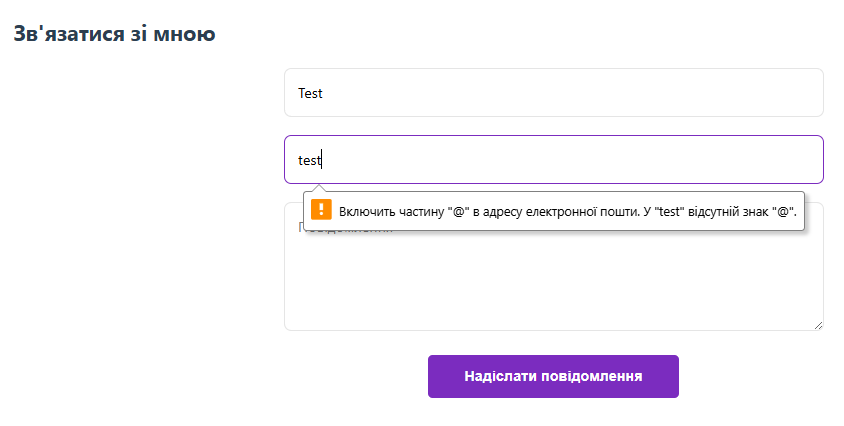 Зв'язатися зі мною
Test
test
Включить частину "@" в адресу електронної пошти. У "test" відсутній знак "@".
Надіслати повідомлення